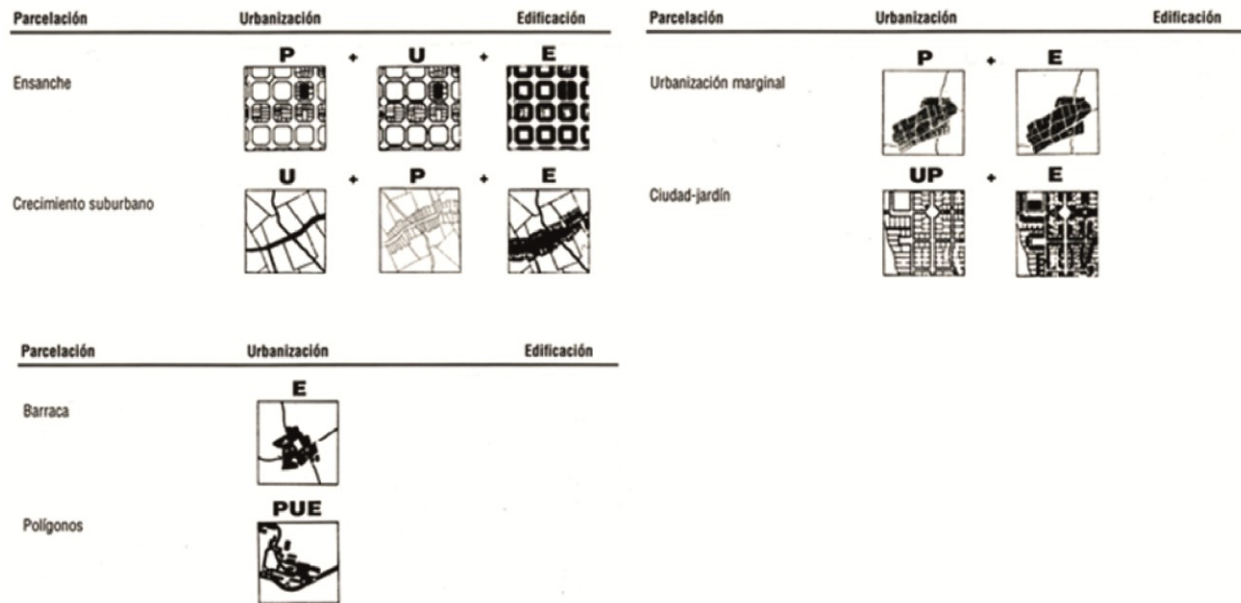 Parcelación Urbanización Edificación
P + U + E
Ensanche
U + P + E
Crecimiento suburbano
Parcelación Urbanización Edificación
P + E
Urbanización marginal
UP + E
Ciudad-jardín
Parcelación Urbanización Edificación
E
Barraca
PUE
Polígonos